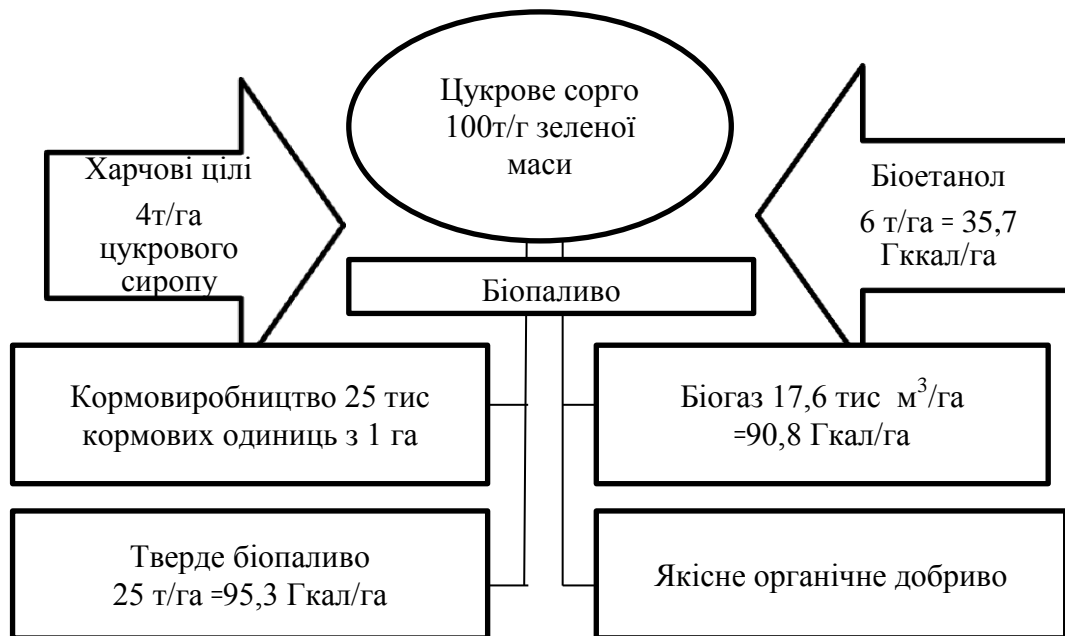 Цукрове сорго
100т/г зеленої
маси
Харчові цілі
4т/га
цукрового
сиропу
Біоетанол
6 т/га = 35,7
Гккал/га
Біопаливо
Кормовиробництво 25 тис
кормових одиниць з 1 га
Біогаз 17,6 тис м³/га
=90,8 Гкал/га
Тверде біопаливо
25 т/га =95,3 Гкал/га
Якісне органічне добриво